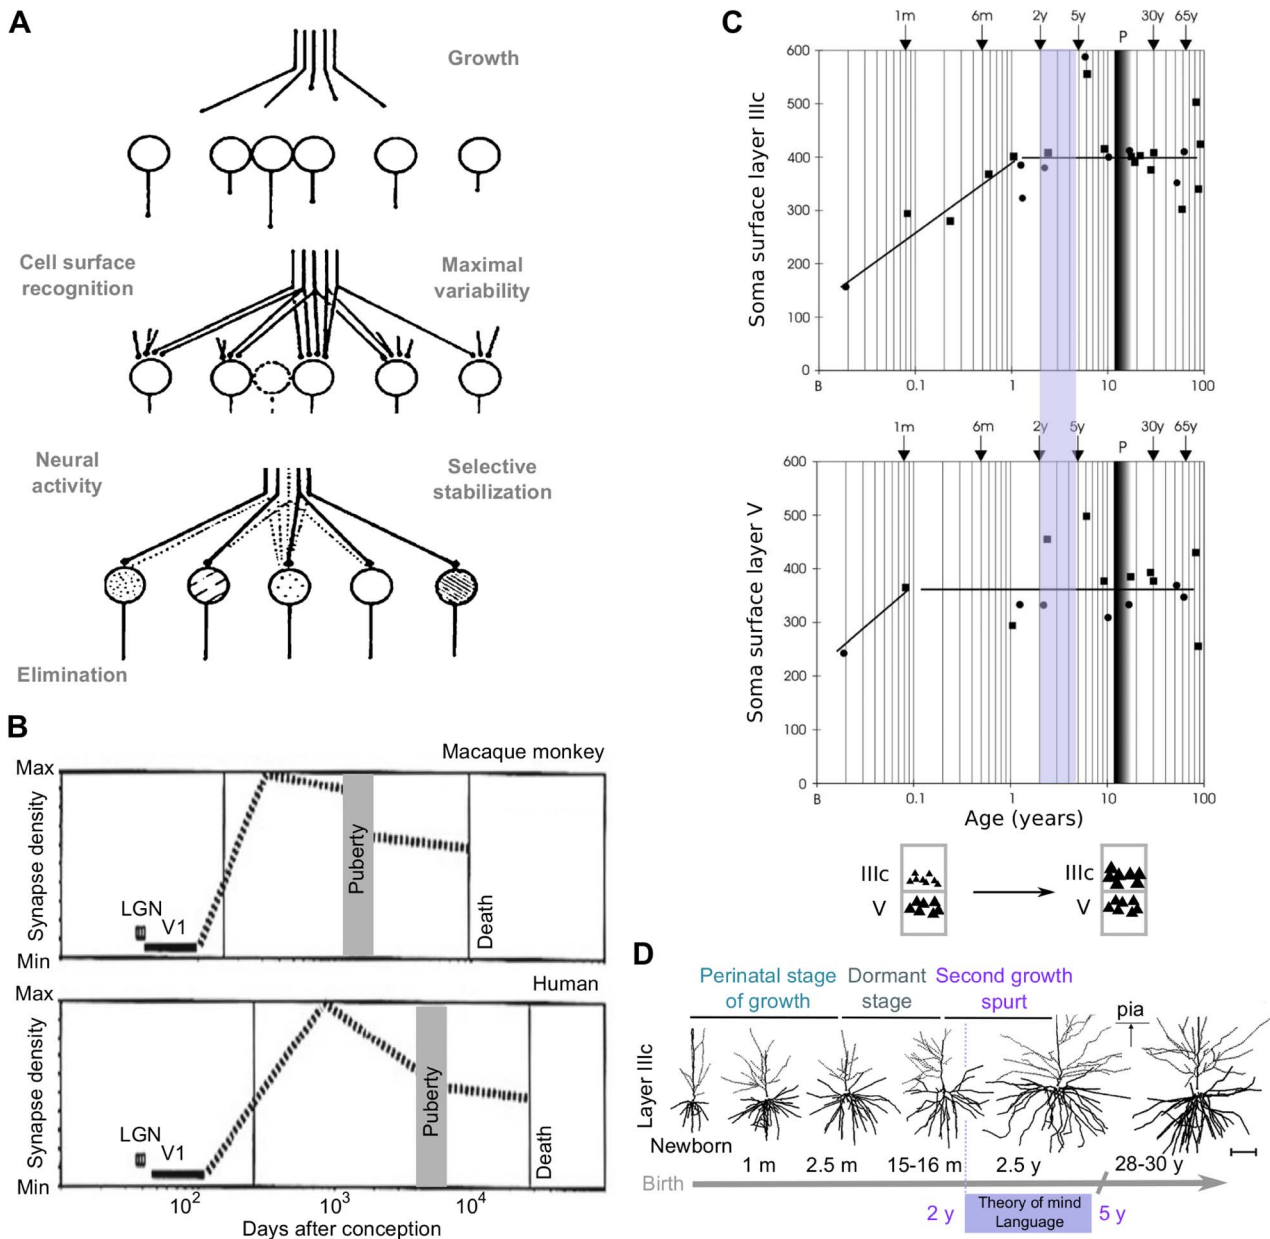 A
Growth
Cell surface
recognition
Maximal
variability
Neural
activity
Selective
stabilization
Elimination
B
Macaque monkey
Max
Synapse density
LGN
V1
Puberty
Death
Min
Human
Max
Synapse density
LGN
V1
Puberty
Death
Min
10²
10³
10⁴
Days after conception
C
1m 6m 2y 5y P 30y 65y
Soma surface layer IIIc
600
500
400
300
200
100
0
B 0.1 1 10 100
1m 6m 2y 5y P 30y 65y
Soma surface layer V
600
500
400
300
200
100
0
B 0.1 1 10 100
Age (years)
IIIc
V
IIIc
V
D
Perinatal stage
of growth
Dormant
stage
Second growth
spurt
pia
Layer IIIc
Newborn
1 m
2.5 m
15-16 m
2.5 y
28-30 y
Birth
2 y
Theory of mind
Language
5 y